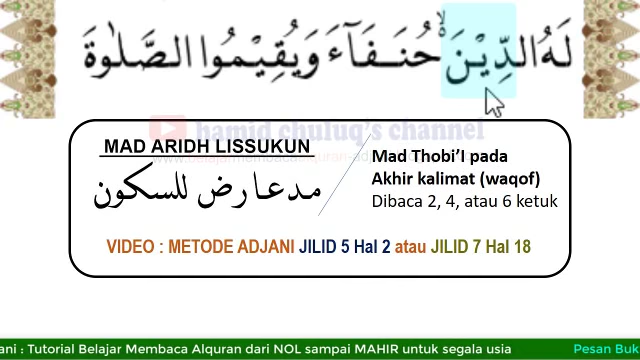 لَهُ الدِّيْنَ ەۙ حُنَفَاۤءَ وَيُقِيْمُوا الصَّلٰوةَ
hamid chuluq's channel
MAD ARIDH LISSUKUN
مد عارض للسكون
Mad Thobi’I pada
Akhir kalimat (waqof)
Dibaca 2, 4, atau 6 ketuk
VIDEO : METODE ADJANI JILID 5 Hal 2 atau JILID 7 Hal 18
ani : Tutorial Belajar Membaca Alquran dari NOL sampai MAHIR untuk segala usia
Pesan Buk